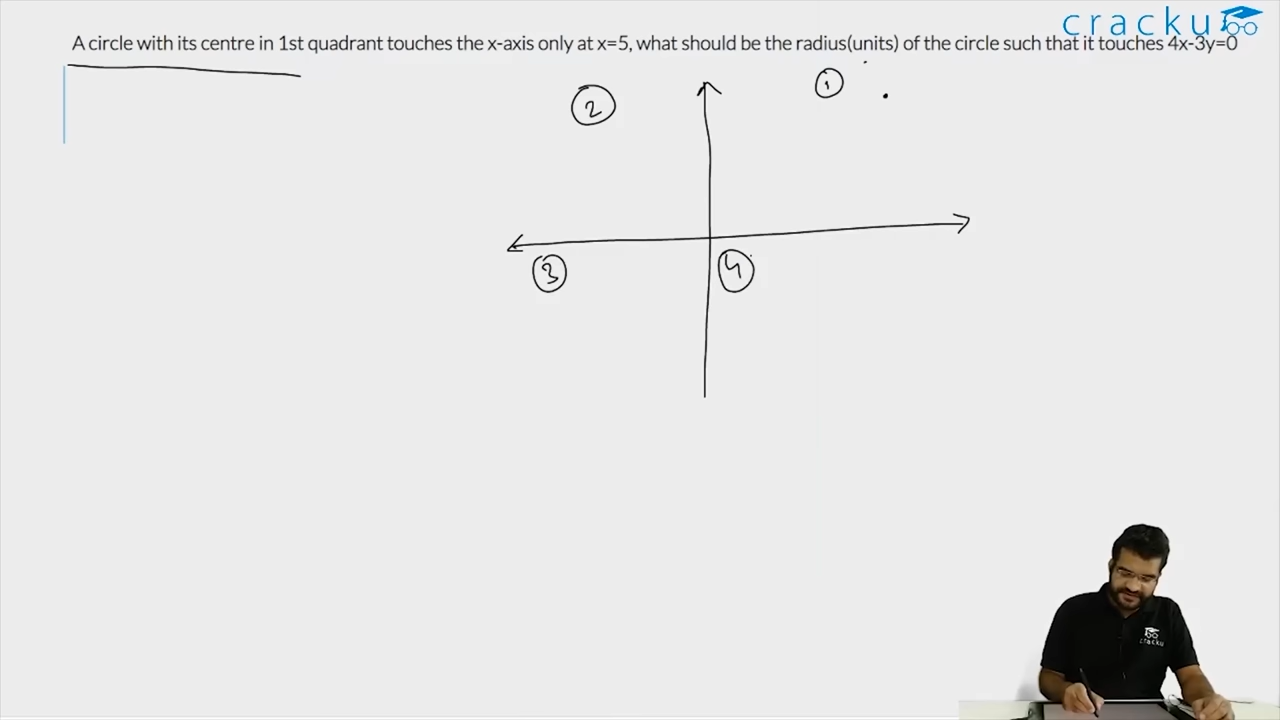 cracku
A circle with its centre in 1st quadrant touches the x-axis only at x=5, what should be the radius(units) of the circle such that it touches 4x-3y=0
1
2
3
4
cracku